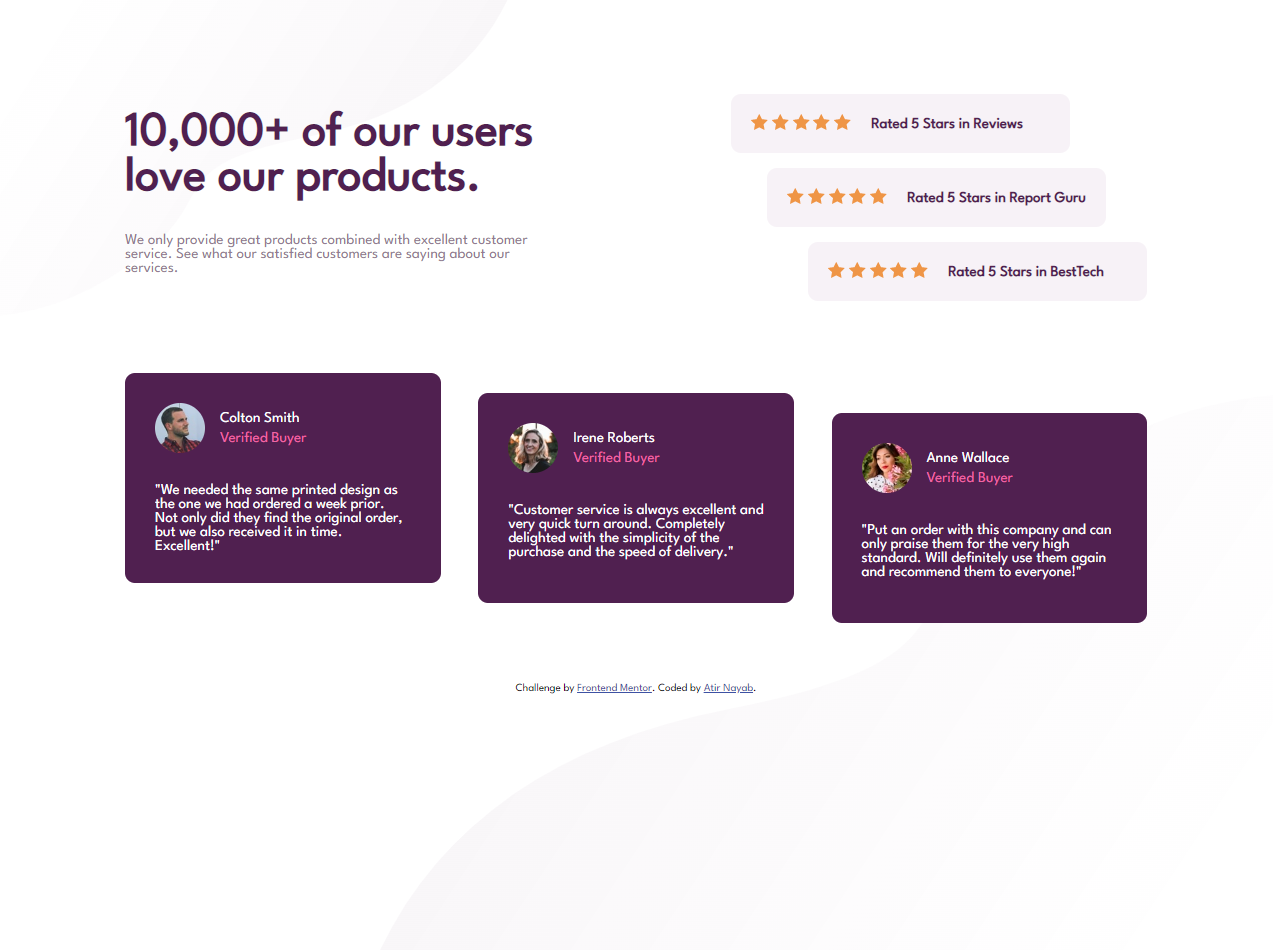 10,000+ of our users
love our products.
We only provide great products combined with excellent customer
service. See what our satisfied customers are saying about our
services.
Rated 5 Stars in Reviews
Rated 5 Stars in Report Guru
Rated 5 Stars in BestTech
Colton Smith
Verified Buyer
"We needed the same printed design as
the one we had ordered a week prior.
Not only did they find the original order,
but we also received it in time.
Excellent!"
Irene Roberts
Verified Buyer
"Customer service is always excellent and
very quick turn around. Completely
delighted with the simplicity of the
purchase and the speed of delivery."
Anne Wallace
Verified Buyer
"Put an order with this company and can
only praise them for the very high
standard. Will definitely use them again
and recommend them to everyone!"
Challenge by Frontend Mentor. Coded by Atir Nayab.